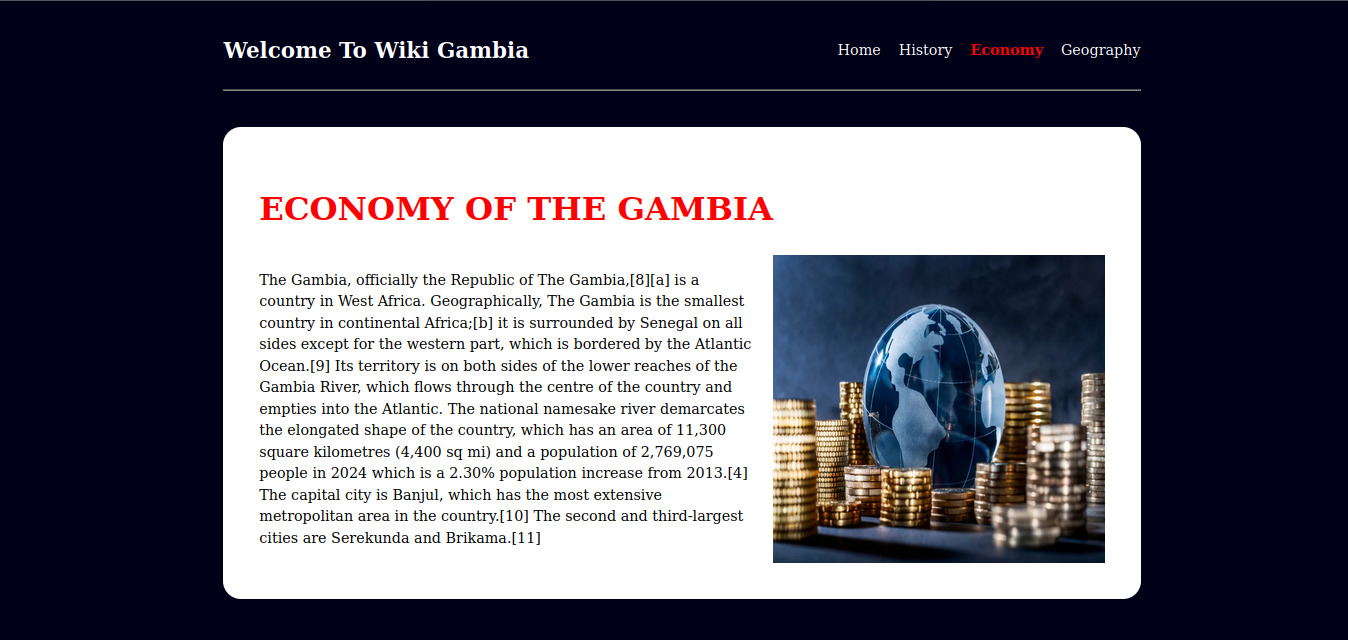 Welcome To Wiki Gambia
Home History Economy Geography
ECONOMY OF THE GAMBIA
The Gambia, officially the Republic of The Gambia,[8][a] is a
country in West Africa. Geographically, The Gambia is the smallest
country in continental Africa;[b] it is surrounded by Senegal on all
sides except for the western part, which is bordered by the Atlantic
Ocean.[9] Its territory is on both sides of the lower reaches of the
Gambia River, which flows through the centre of the country and
empties into the Atlantic. The national namesake river demarcates
the elongated shape of the country, which has an area of 11,300
square kilometres (4,400 sq mi) and a population of 2,769,075
people in 2024 which is a 2.30% population increase from 2013.[4]
The capital city is Banjul, which has the most extensive
metropolitan area in the country.[10] The second and third-largest
cities are Serekunda and Brikama.[11]